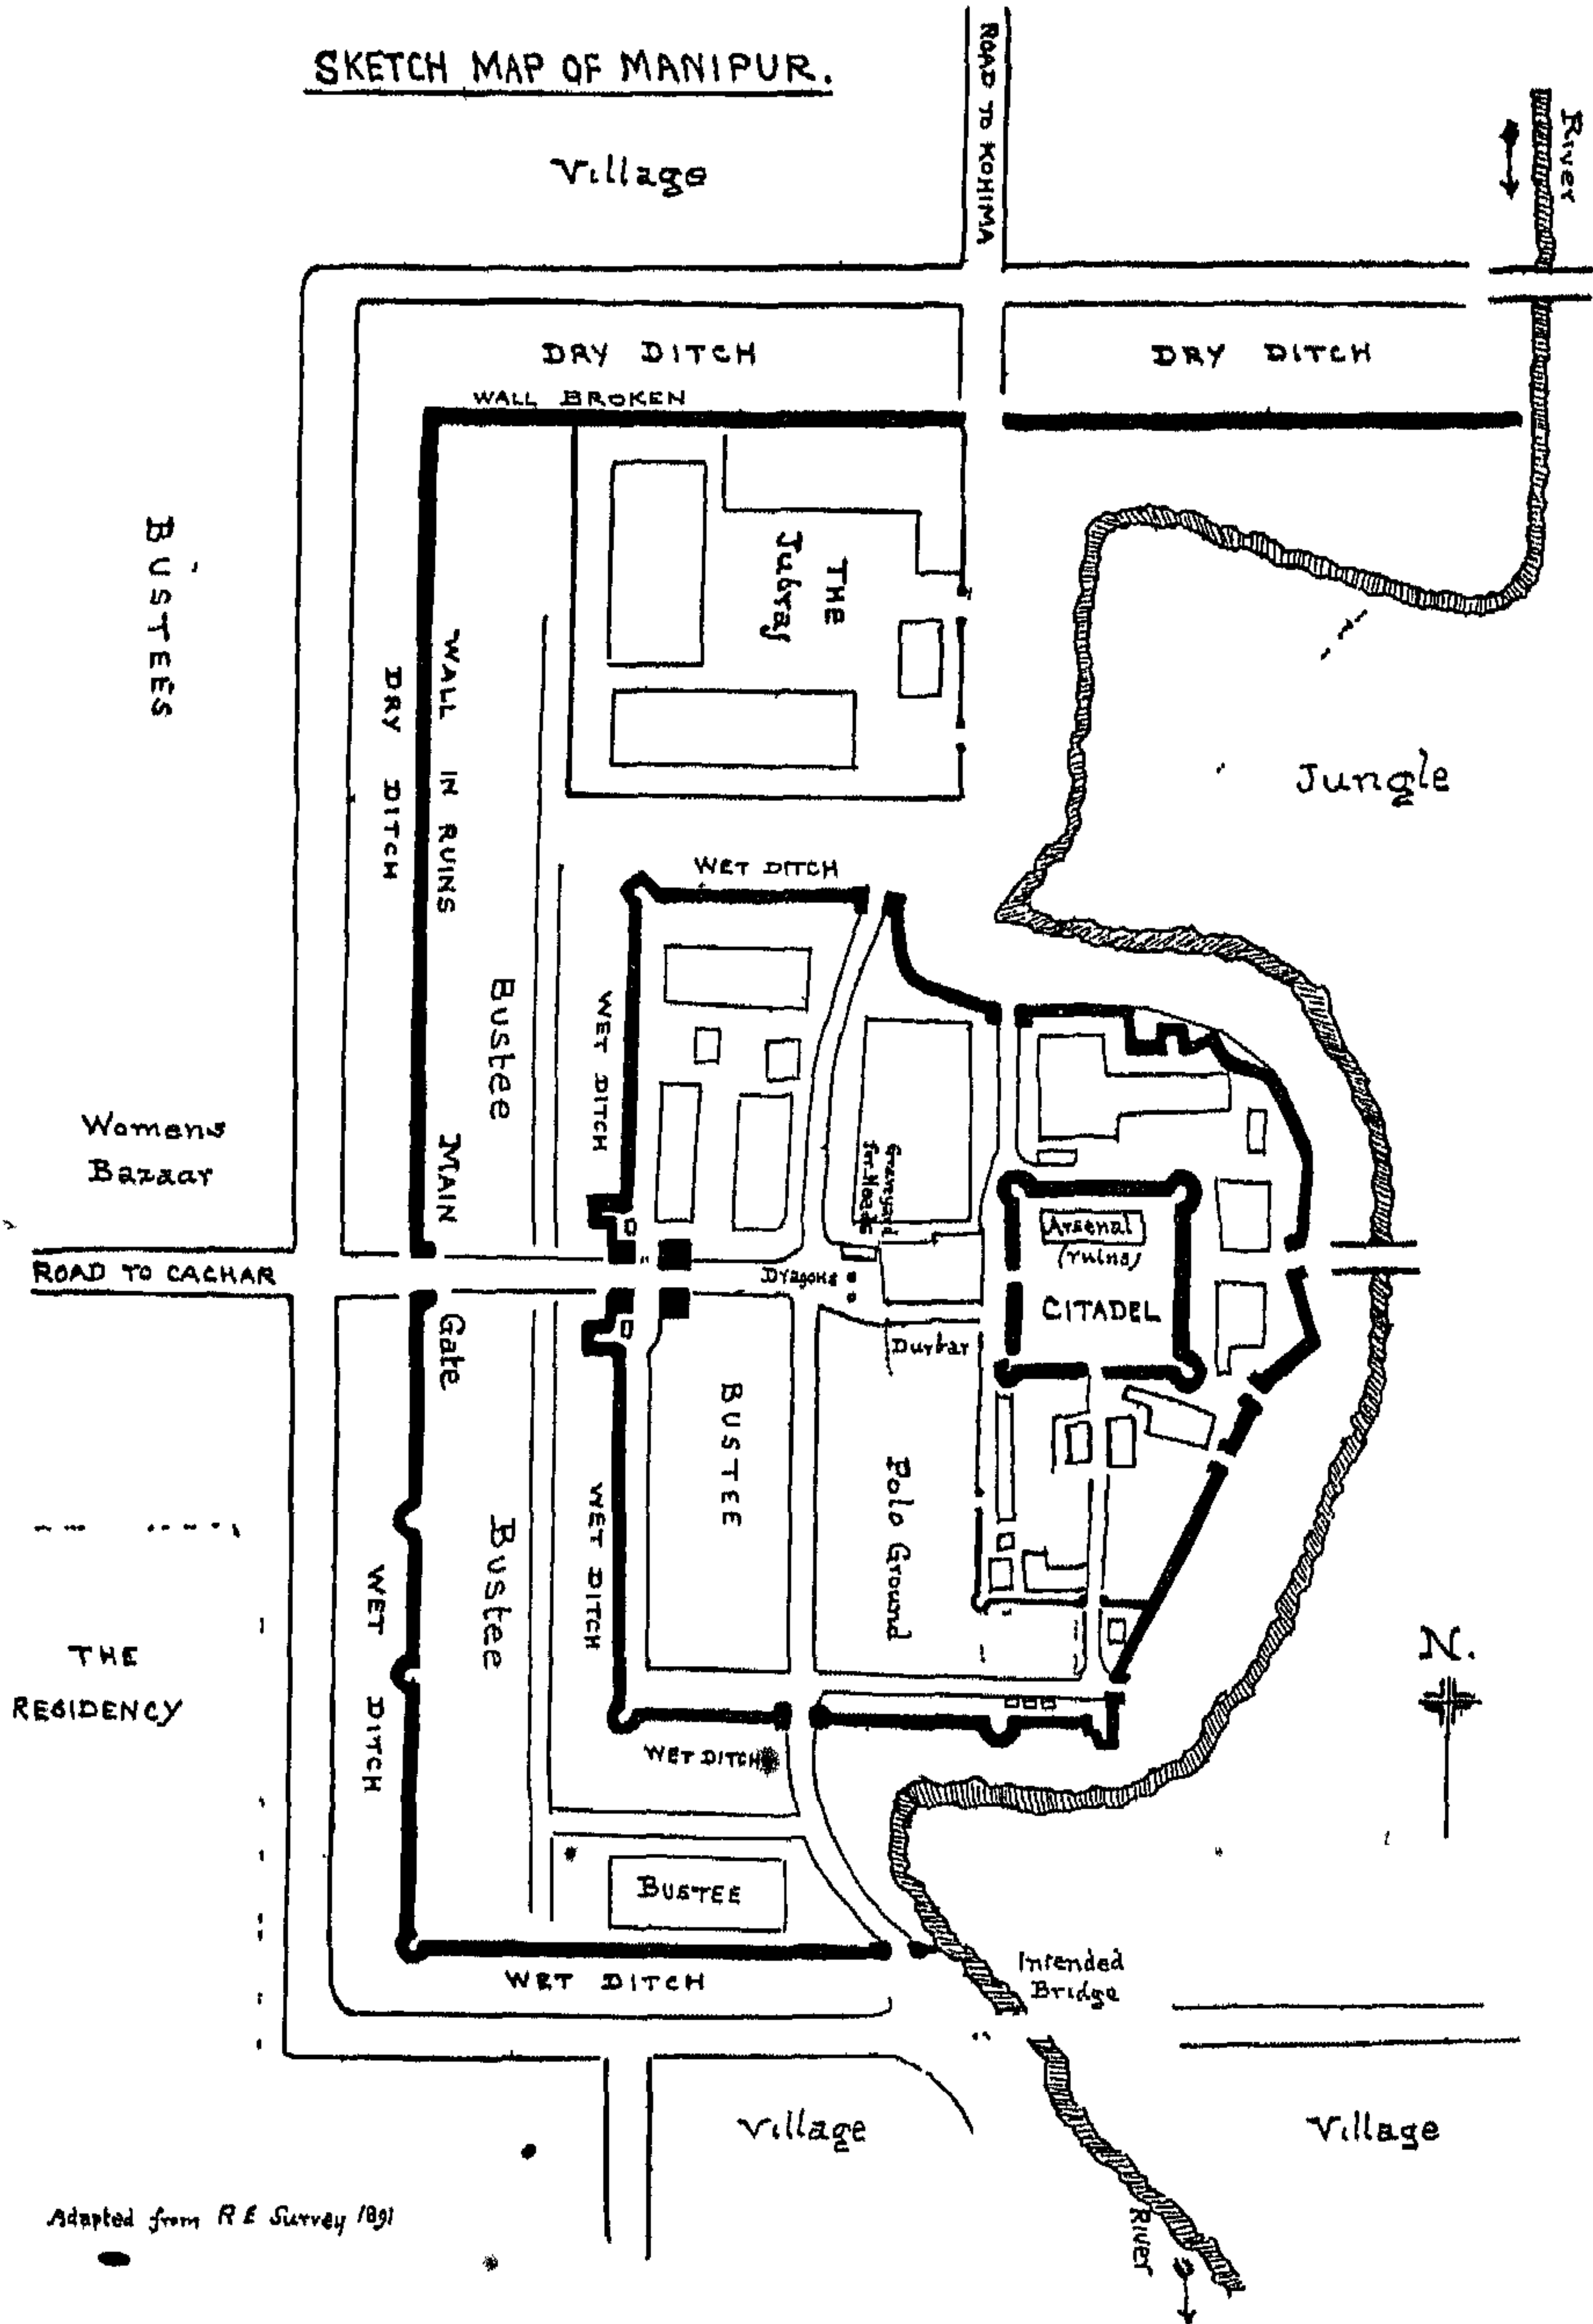 SKETCH MAP OF MANIPUR.
Village
ROAD TO KOHIMA
River
DRY DITCH
DRY DITCH
WALL BROKEN
BUSTEES
THE
Jubraj
WALL IN RUINS
DRY DITCH
Jungle
WET DITCH
Bustee
WET DITCH
Womens
Bazaar
MAIN
Gate
Graveyard
for Heads
Arsenal
(ruins)
CITADEL
ROAD TO CACHAR
Dragons
Durbar
BUSTEE
Polo Ground
WET DITCH
Bustee
WET DITCH
THE
RESIDENCY
N.
WET DITCH
BUSTEE
WET DITCH
Intended
Bridge
Village
Village
River
Adapted from R E Survey 1891